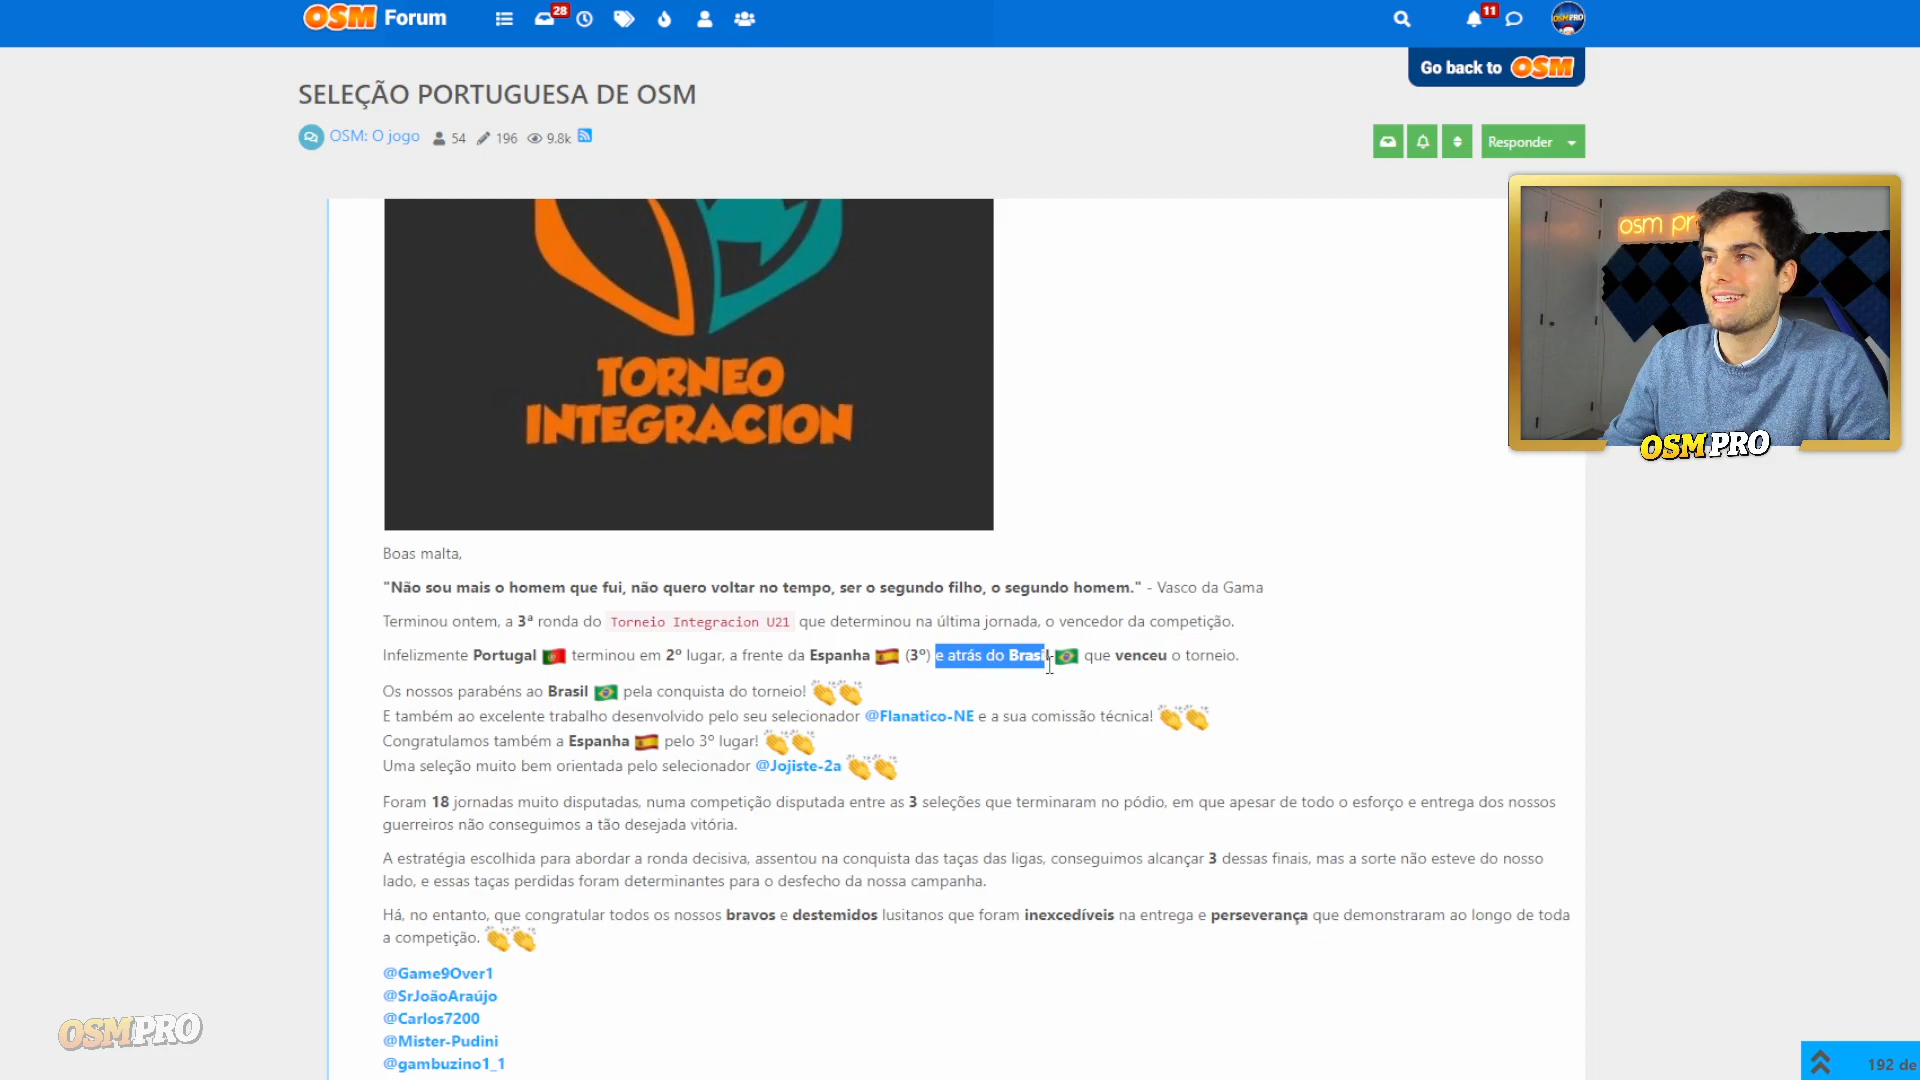 OSM Forum
28
11
OSMPRO
Go back to OSM
SELEÇÃO PORTUGUESA DE OSM
OSM: O jogo 54 196 9.8k
Responder
osm pr
OSMPRO
TORNEO
INTEGRACION
Boas malta,
"Não sou mais o homem que fui, não quero voltar no tempo, ser o segundo filho, o segundo homem." - Vasco da Gama
Terminou ontem, a 3ª ronda do Torneio Integracion U21 que determinou na última jornada, o vencedor da competição.
Infelizmente Portugal terminou em 2º lugar, a frente da Espanha (3º) e atrás do Brasil que venceu o torneio.
Os nossos parabéns ao Brasil pela conquista do torneio!
E também ao excelente trabalho desenvolvido pelo seu selecionador @Flanatico-NE e a sua comissão técnica!
Congratulamos também a Espanha pelo 3º lugar!
Uma seleção muito bem orientada pelo selecionador @Jojiste-2a
Foram 18 jornadas muito disputadas, numa competição disputada entre as 3 seleções que terminaram no pódio, em que apesar de todo o esforço e entrega dos nossos
guerreiros não conseguimos a tão desejada vitória.
A estratégia escolhida para abordar a ronda decisiva, assentou na conquista das taças das ligas, conseguimos alcançar 3 dessas finais, mas a sorte não esteve do nosso
lado, e essas taças perdidas foram determinantes para o desfecho da nossa campanha.
Há, no entanto, que congratular todos os nossos bravos e destemidos lusitanos que foram inexcedíveis na entrega e perseverança que demonstraram ao longo de toda
a competição.
@Game9Over1
@SrJoãoAraújo
@Carlos7200
@Mister-Pudini
@gambuzino1_1
OSMPRO
192 de